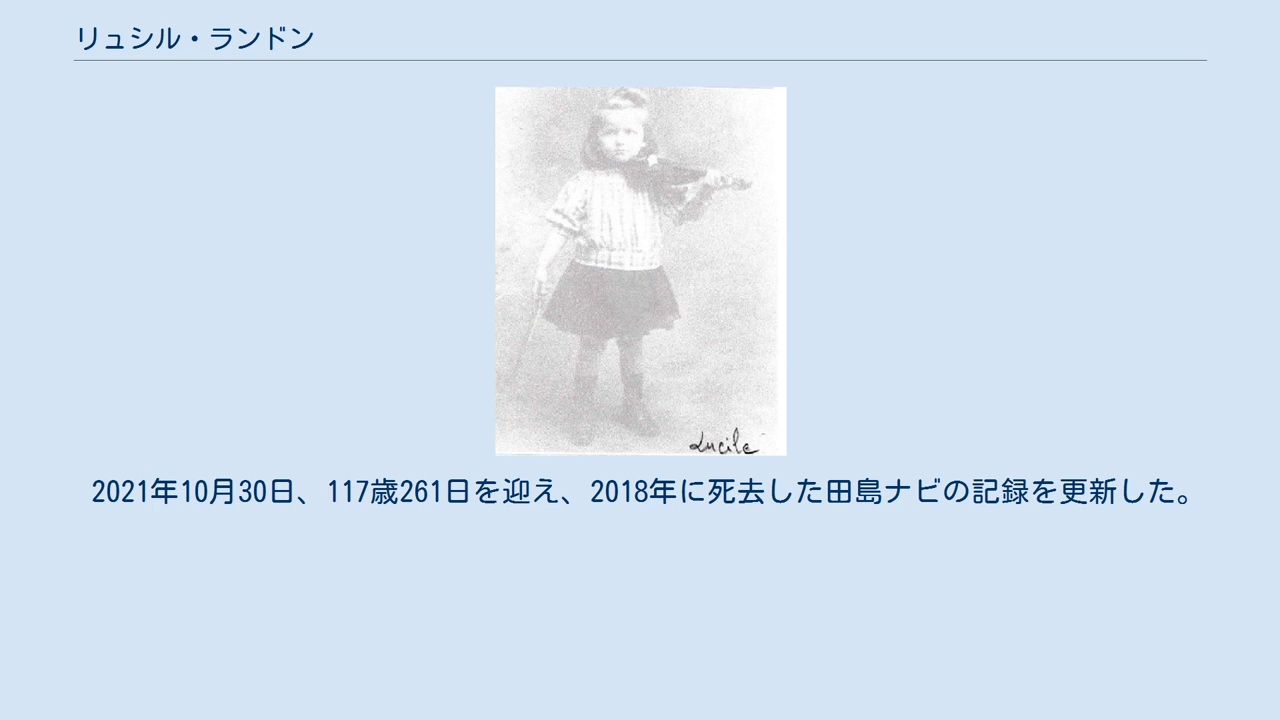 リュシル・ランドン
Lucile
2021年10月30日、117歳261日を迎え、2018年に死去した田島ナビの記録を更新した。